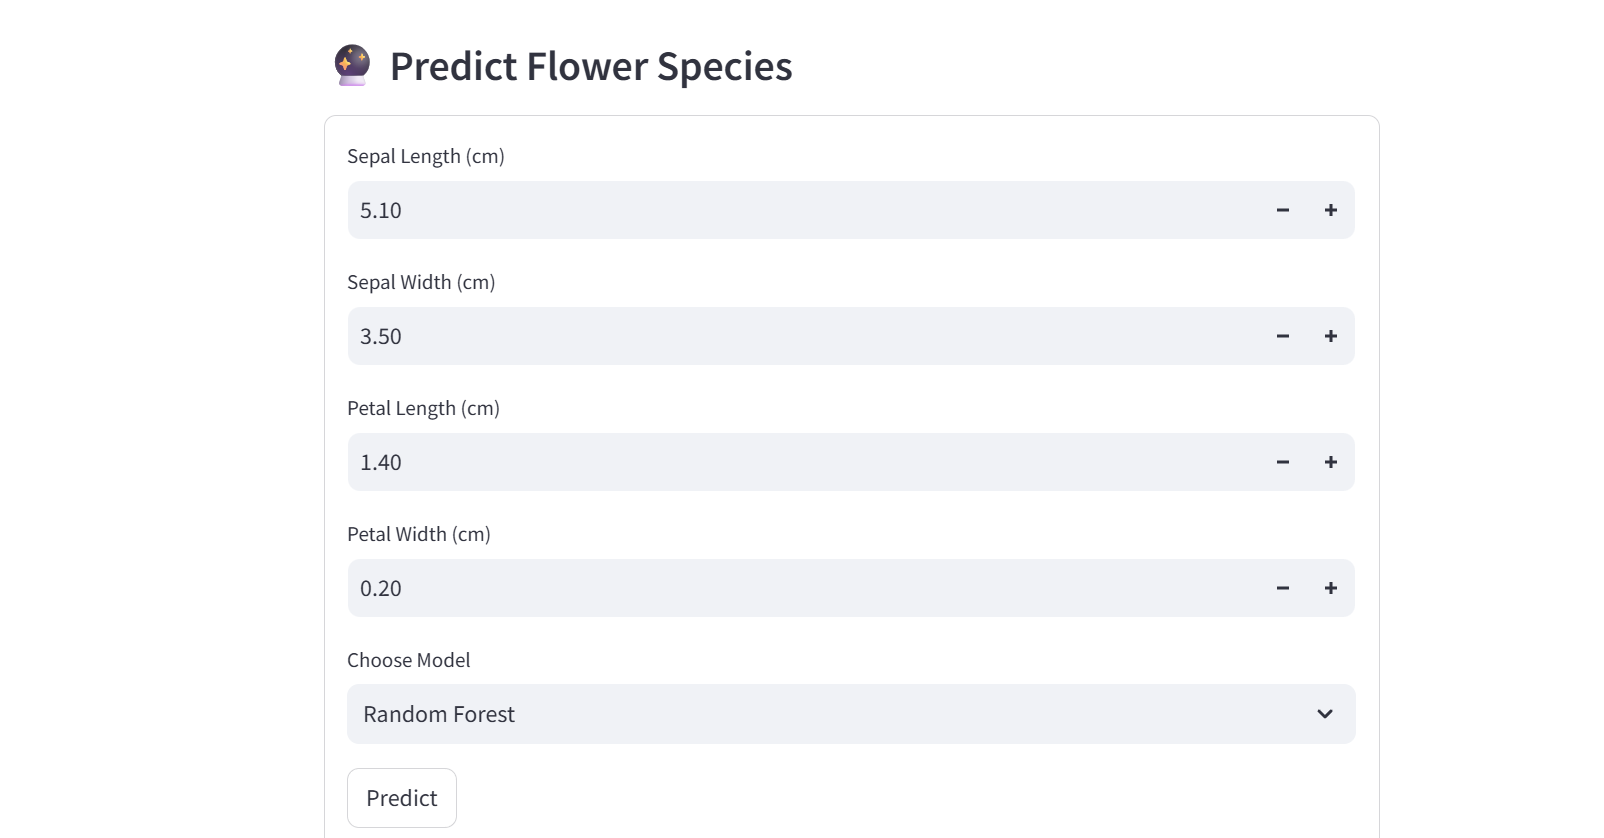 Predict Flower Species
Sepal Length (cm)
5.10
Sepal Width (cm)
3.50
Petal Length (cm)
1.40
Petal Width (cm)
0.20
Choose Model
Random Forest
Predict